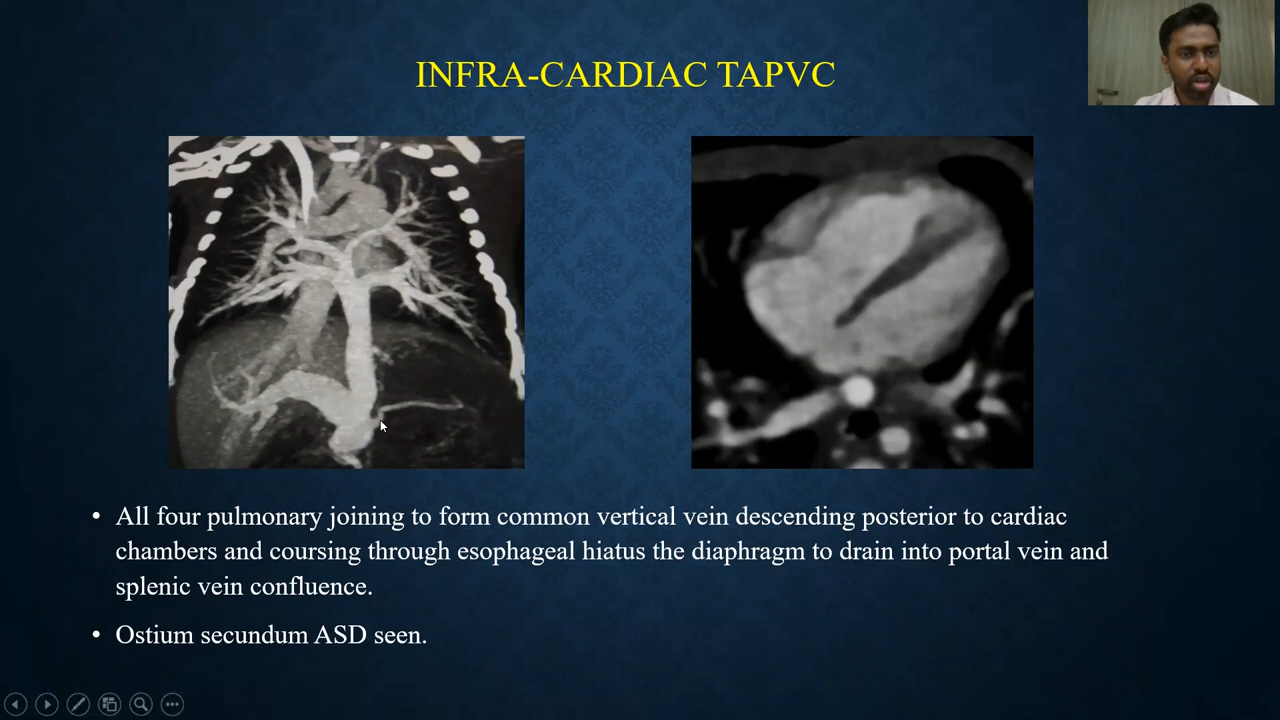 INFRA-CARDIAC TAPVC
• All four pulmonary joining to form common vertical vein descending posterior to cardiac
chambers and coursing through esophageal hiatus the diaphragm to drain into portal vein and
splenic vein confluence.
• Ostium secundum ASD seen.